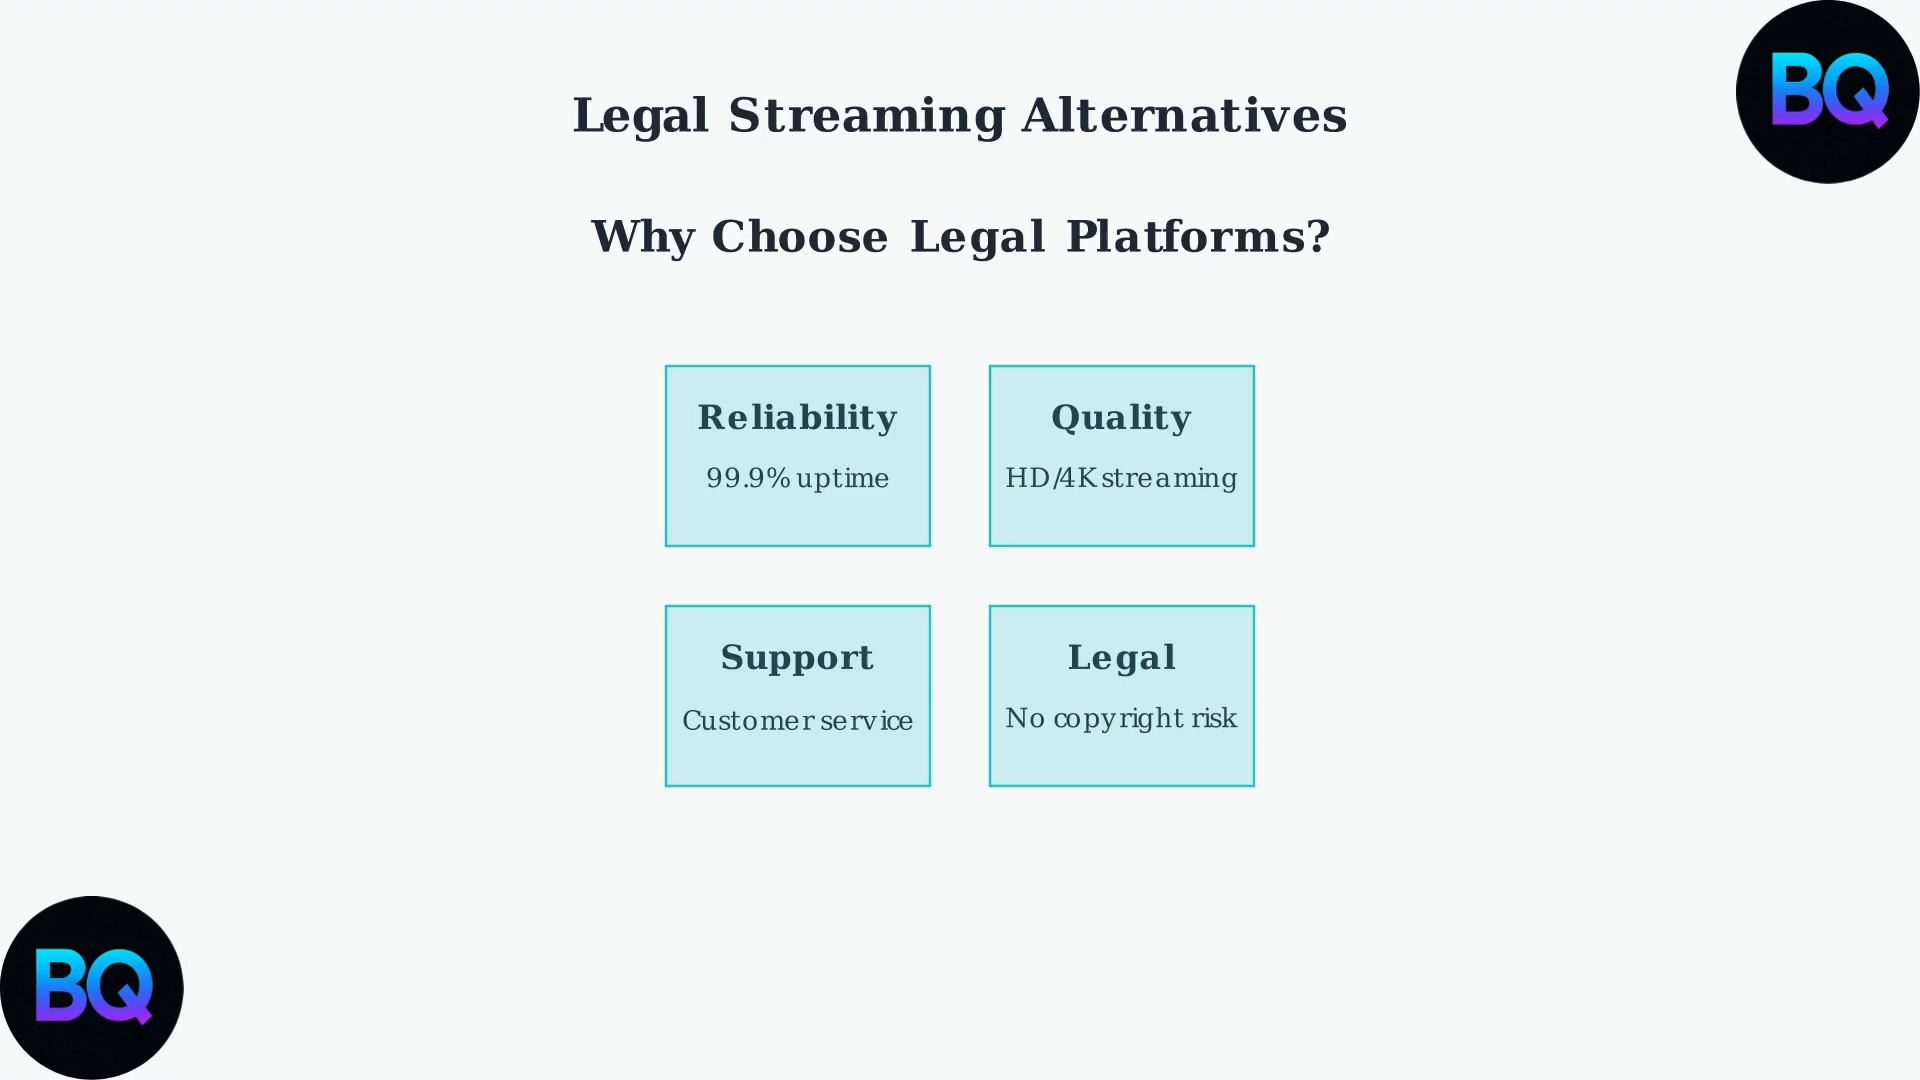 BQ
Legal Streaming Alternatives
Why Choose Legal Platforms?
Reliability
99.9% uptime
Quality
HD/4K streaming
Support
Customer service
Legal
No copyright risk
BQ